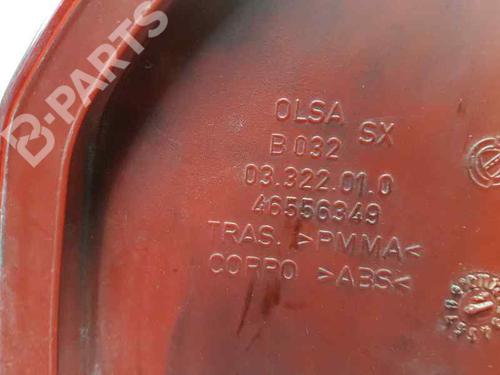 B-PARTS
OLSA SX
B 032
03.322.01.0
46556349
TRAS. >PMMA<
CORPO >ABS<